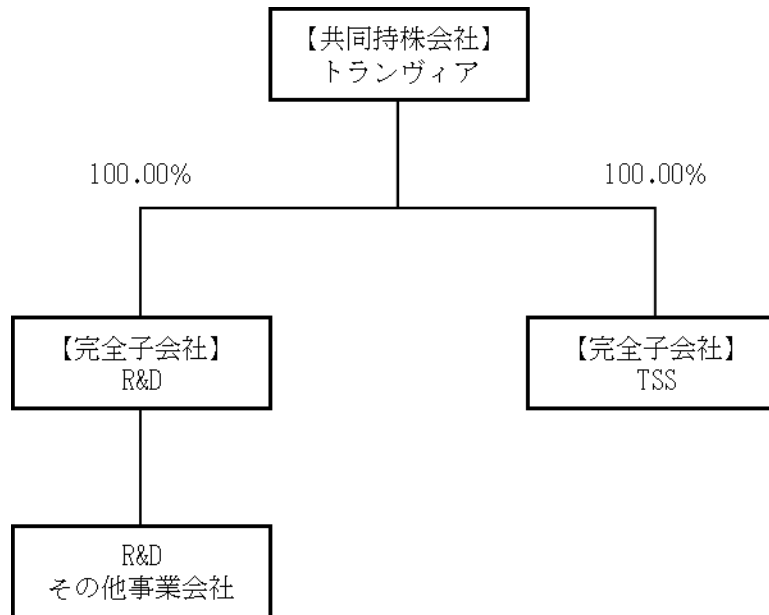 【共同持株会社】
トランヴィア
100.00%
100.00%
【完全子会社】
R&D
【完全子会社】
TSS
R&D
その他事業会社